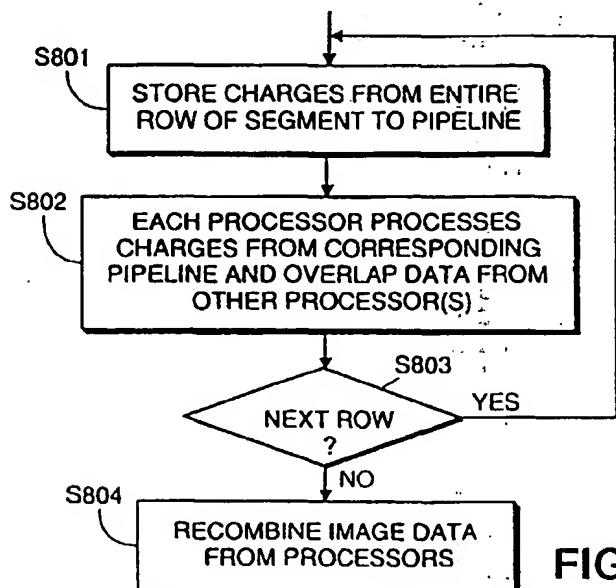 S801
STORE CHARGES FROM ENTIRE
ROW OF SEGMENT TO PIPELINE
S802
EACH PROCESSOR PROCESSES
CHARGES FROM CORRESPONDING
PIPELINE AND OVERLAP DATA FROM
OTHER PROCESSOR(S)
S803
NEXT ROW
?
YES
NO
S804
RECOMBINE IMAGE DATA
FROM PROCESSORS
FIG